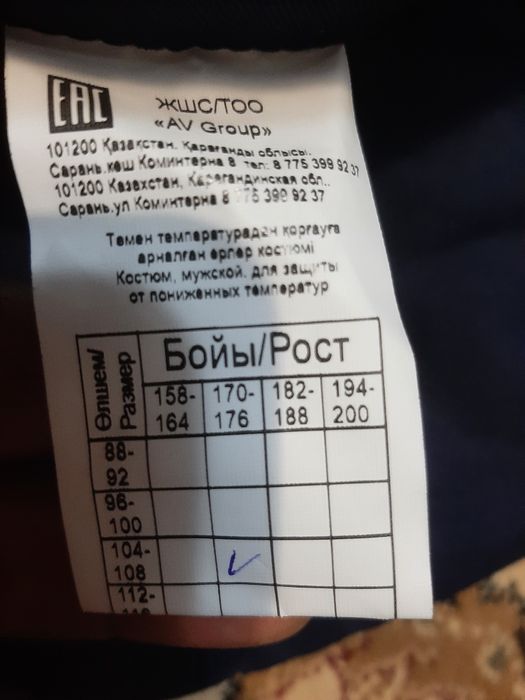 EAC
ЖШС/ТОО
«AV Group»
101200 Қазақстан, Қарағанды облысы.
Сарань.көш Коминтерна 8 тел: 8 775 399 92 37
101200 Казахстан, Карагандинская обл..
Сарань.ул Коминтерна 8 775 399 92 37
Төмен температурадан қорғауға
арналған ерлер костюмі
Костюм, мужской, для защиты
от пониженных температур
Өлшем/
Размер
Бойы/Рост
158-
164
170-
176
182-
188
194-
200
88-
92
96-
100
104-
108
112-